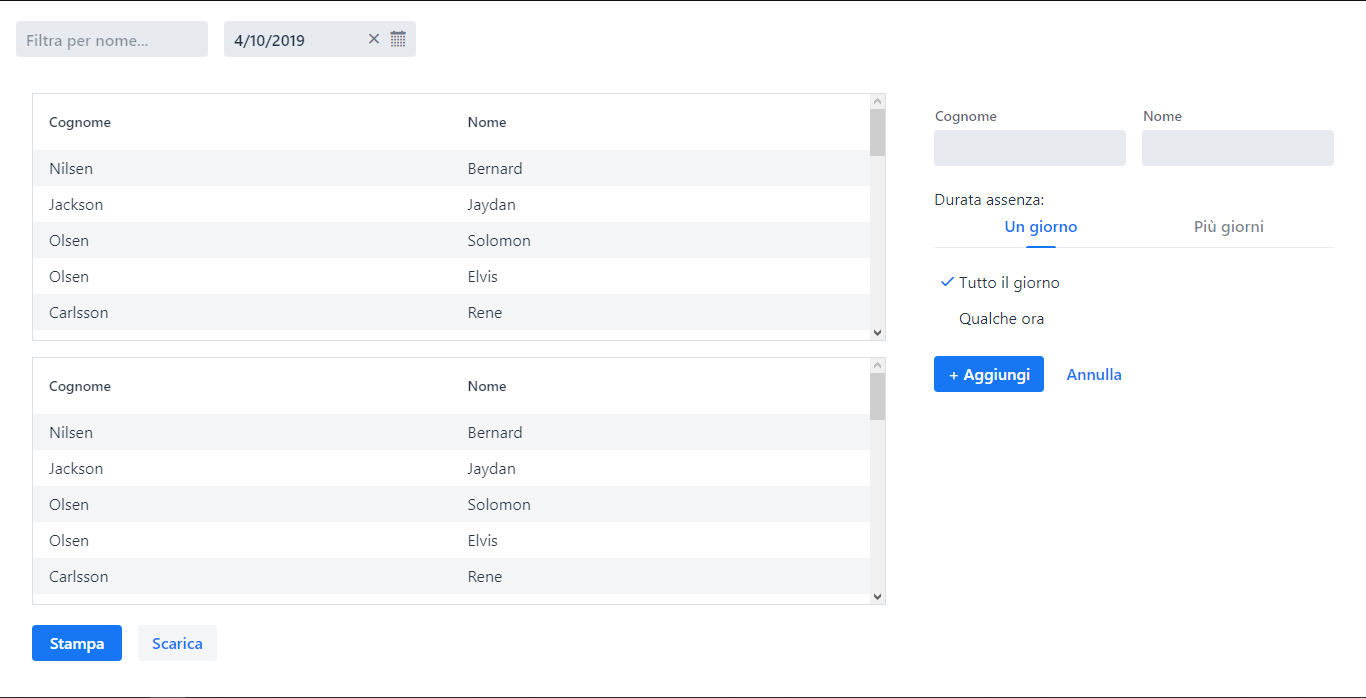 Filtra per nome... 4/10/2019
Cognome Nome
Nilsen Bernard
Jackson Jaydan
Olsen Solomon
Olsen Elvis
Carlsson Rene
Cognome Nome
Nilsen Bernard
Jackson Jaydan
Olsen Solomon
Olsen Elvis
Carlsson Rene
Stampa Scarica
Cognome Nome
Durata assenza:
Un giorno Più giorni
Tutto il giorno
Qualche ora
+ Aggiungi Annulla